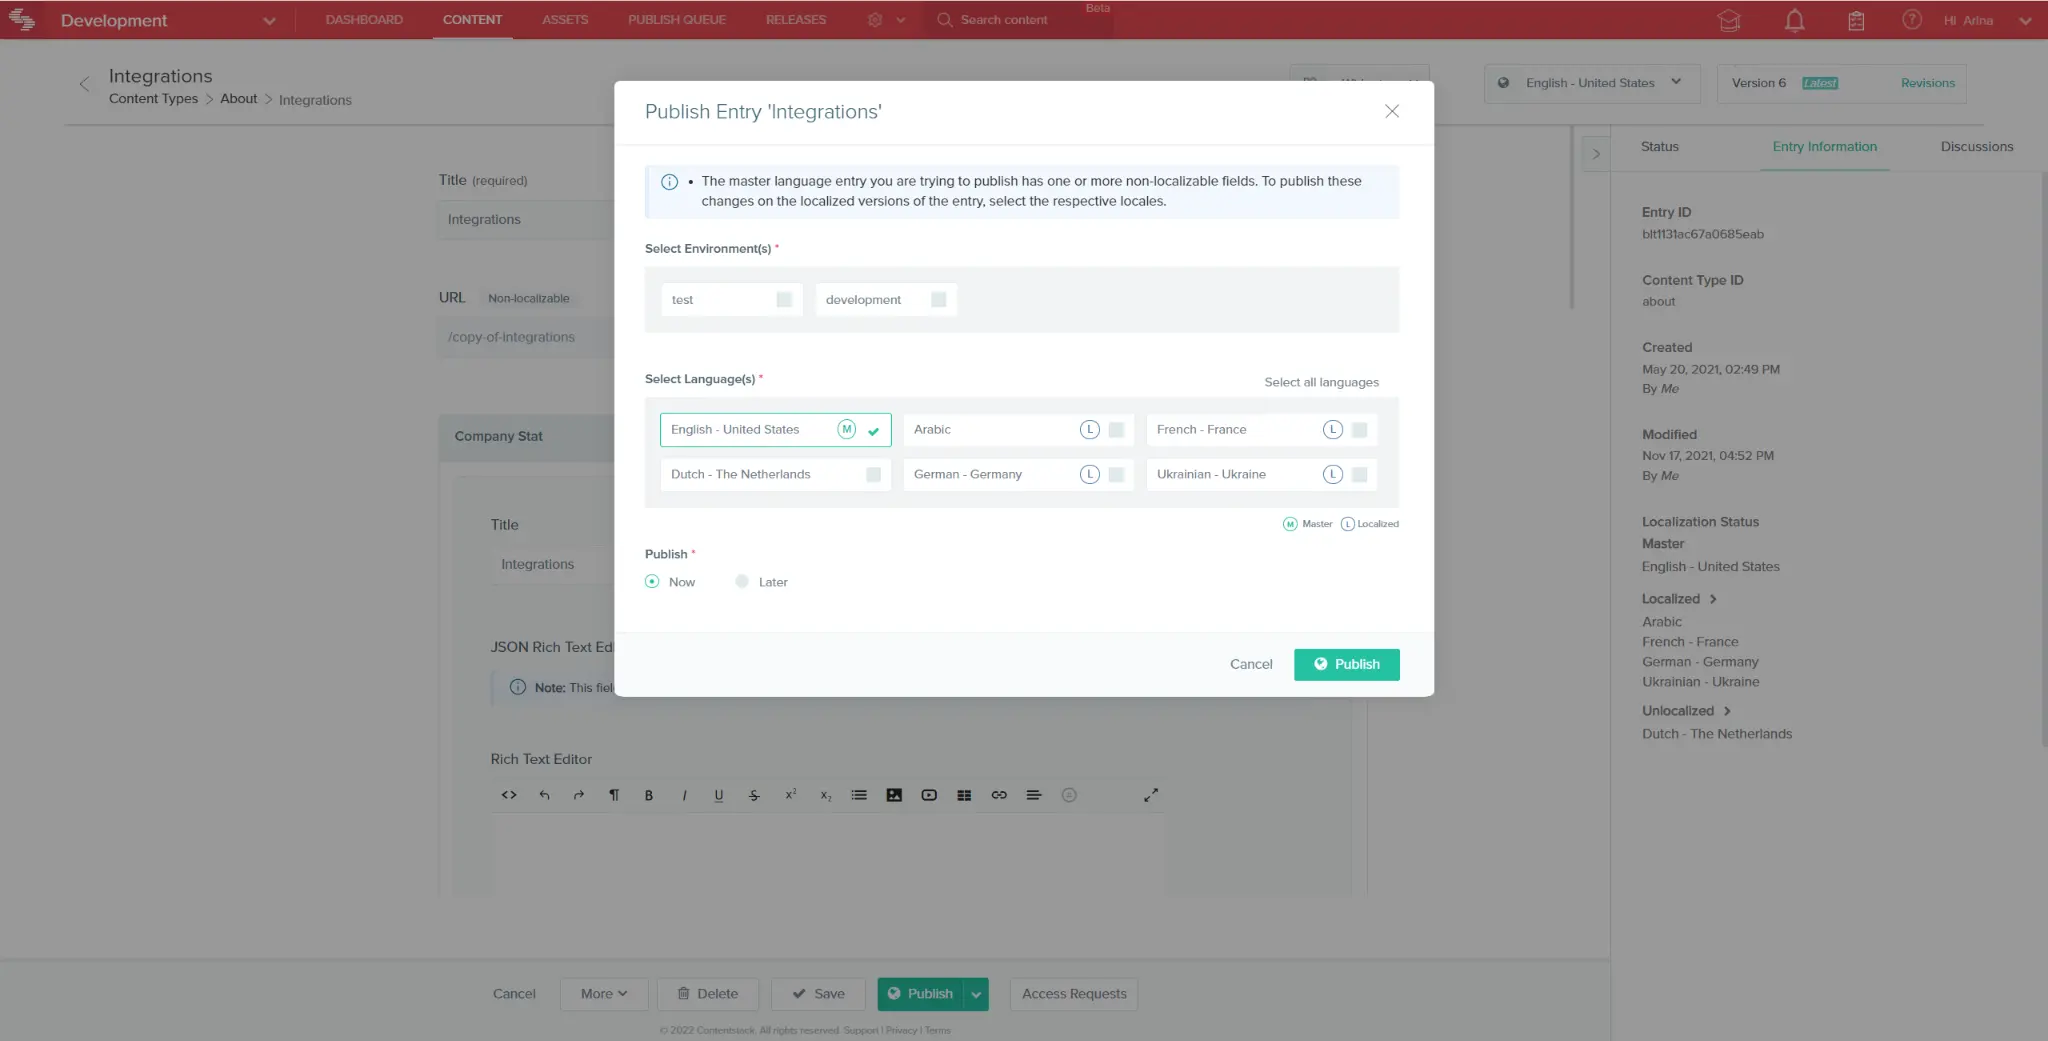 Development
DASHBOARD
CONTENT
ASSETS
PUBLISH QUEUE
RELEASES
Search content
Beta
Hi Arina
Integrations
Content Types > About > Integrations
English - United States
Version 6 Latest
Revisions
Title (required)
Integrations
URL Non-localizable
/copy-of-integrations
Company Stat
Title
Integrations
JSON Rich Text Edi
Note: This fiel
Rich Text Editor
Publish Entry 'Integrations'
• The master language entry you are trying to publish has one or more non-localizable fields. To publish these
changes on the localized versions of the entry, select the respective locales.
Select Environment(s) *
test
development
Select Language(s) *
Select all languages
English - United States M
Arabic L
French - France L
Dutch - The Netherlands
German - Germany L
Ukrainian - Ukraine L
M Master L Localized
Publish *
Now
Later
Cancel
Publish
Status
Entry Information
Discussions
Entry ID
blt1131ac67a0685eab
Content Type ID
about
Created
May 20, 2021, 02:49 PM
By Me
Modified
Nov 17, 2021, 04:52 PM
By Me
Localization Status
Master
English - United States
Localized >
Arabic
French - France
German - Germany
Ukrainian - Ukraine
Unlocalized >
Dutch - The Netherlands
Cancel
More
Delete
Save
Publish
Access Requests
© 2022 Contentstack. All rights reserved. Support | Privacy | Terms